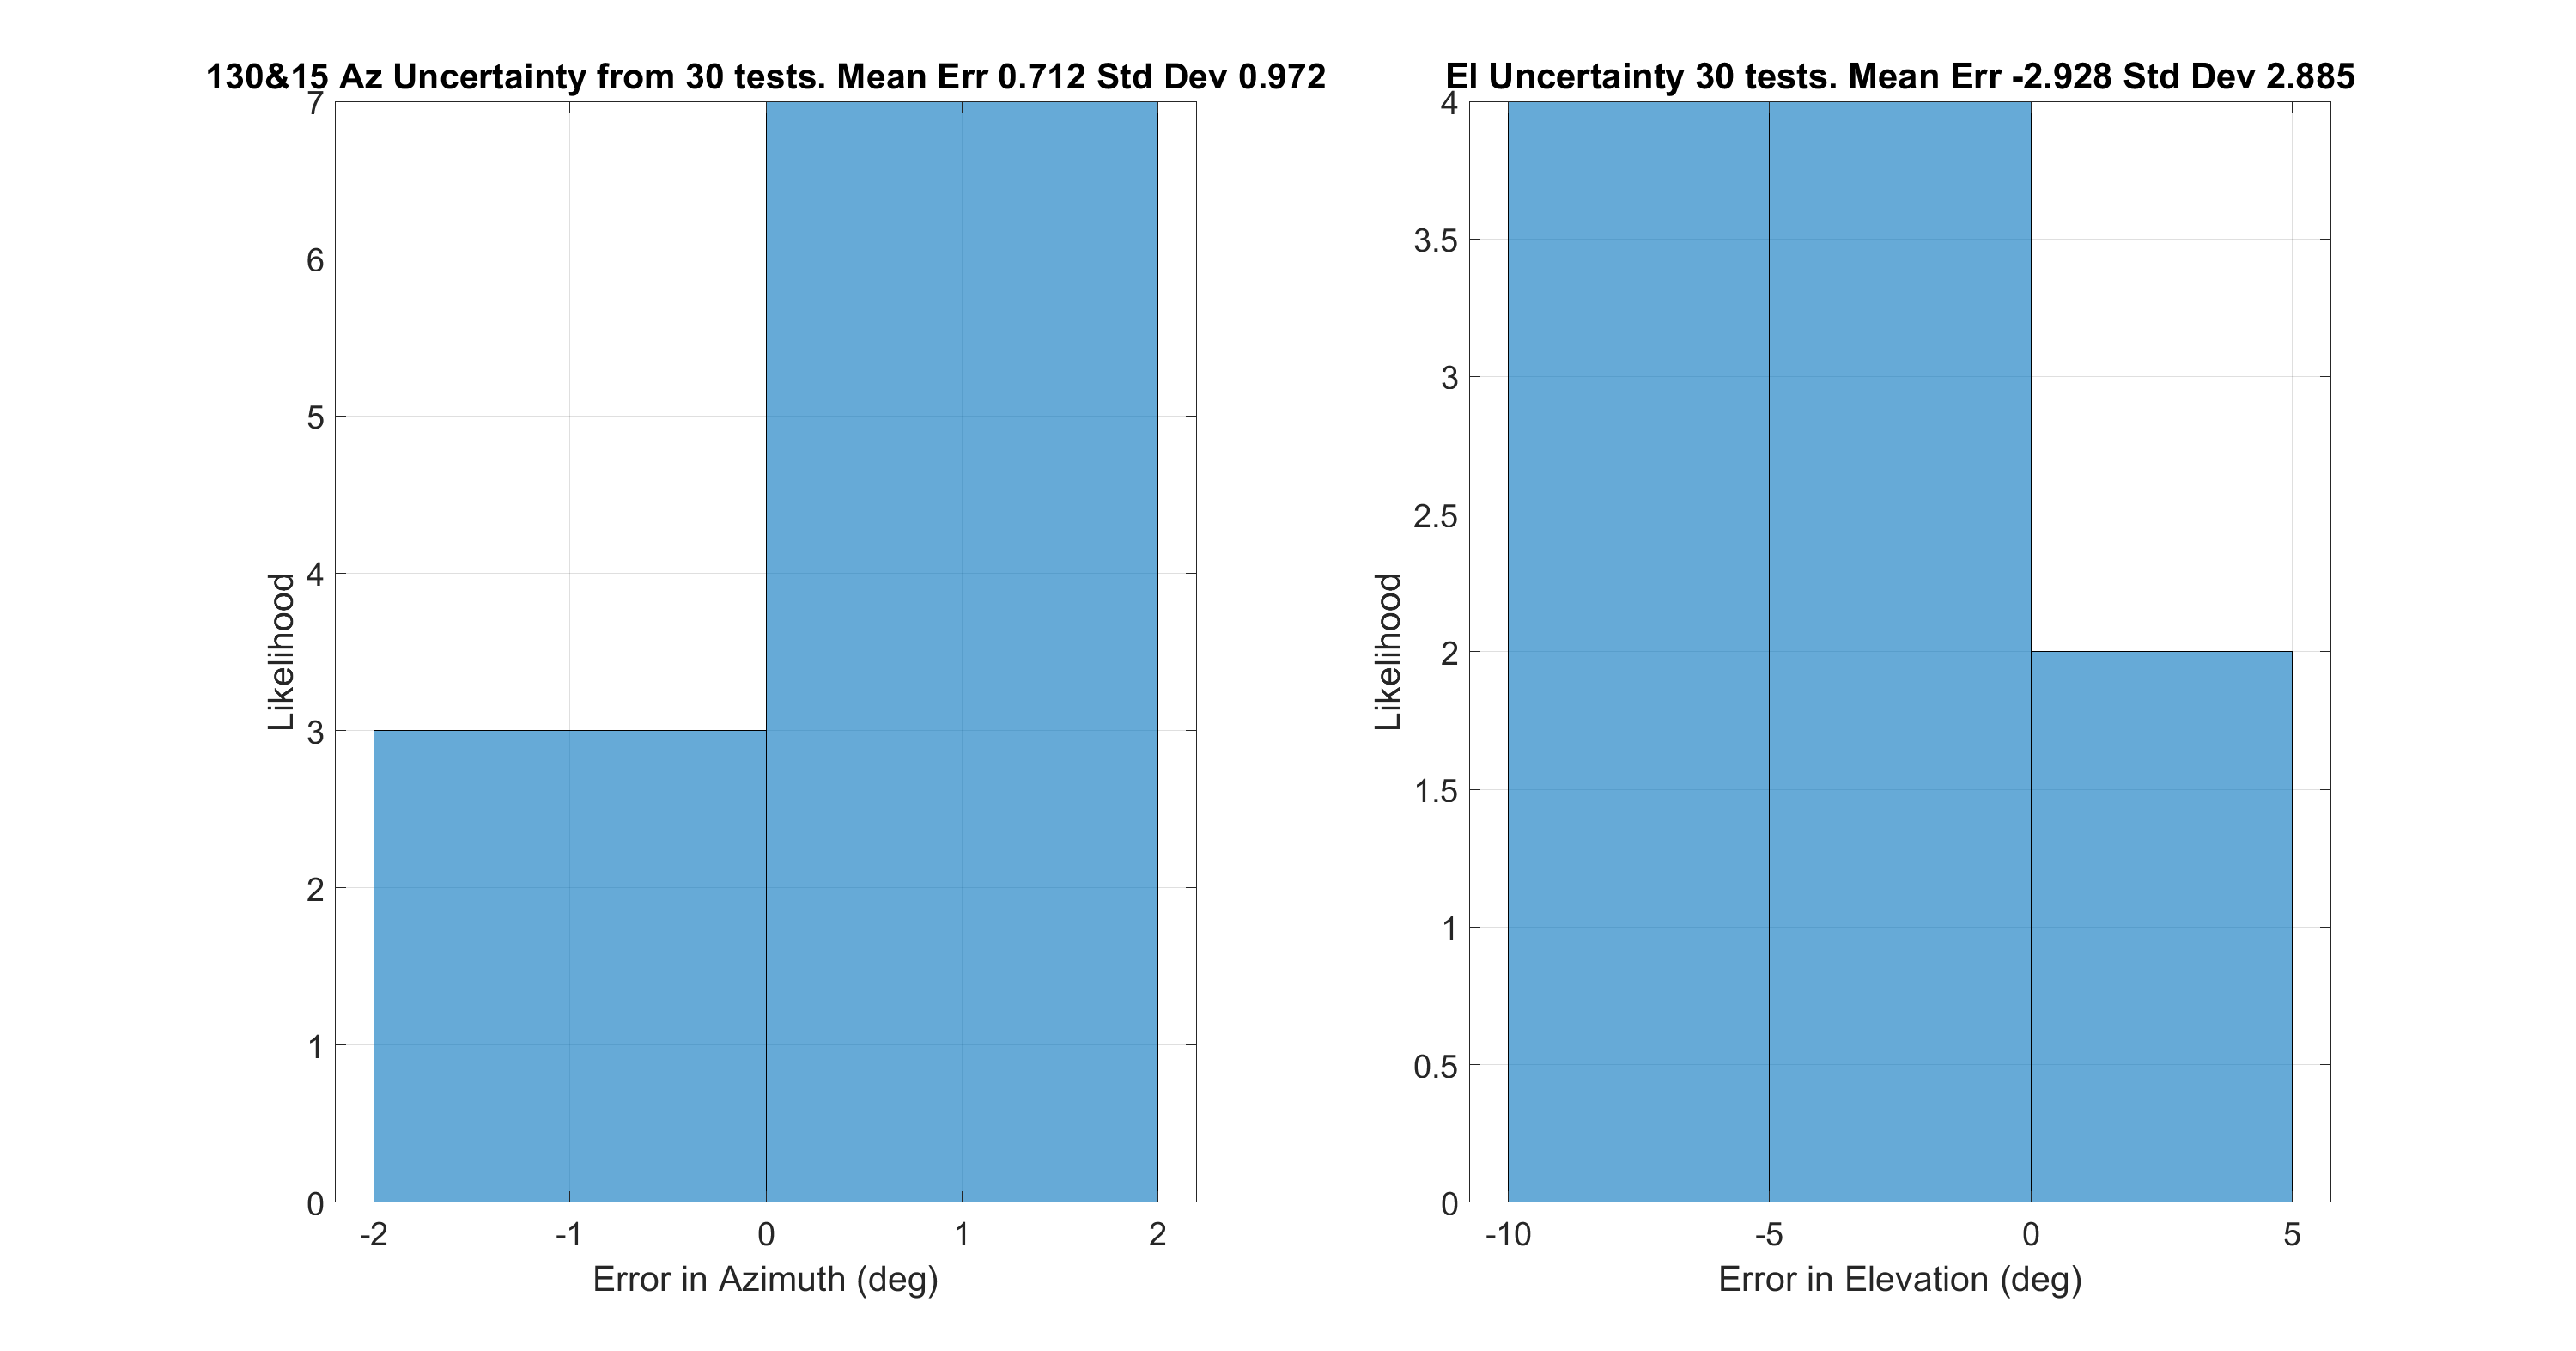 130&15 Az Uncertainty from 30 tests. Mean Err 0.712 Std Dev 0.972
7
6
5
4
3
2
1
0
Likelihood
-2 -1 0 1 2
Error in Azimuth (deg)
El Uncertainty 30 tests. Mean Err -2.928 Std Dev 2.885
4
3.5
3
2.5
2
1.5
1
0.5
0
Likelihood
-10 -5 0 5
Error in Elevation (deg)